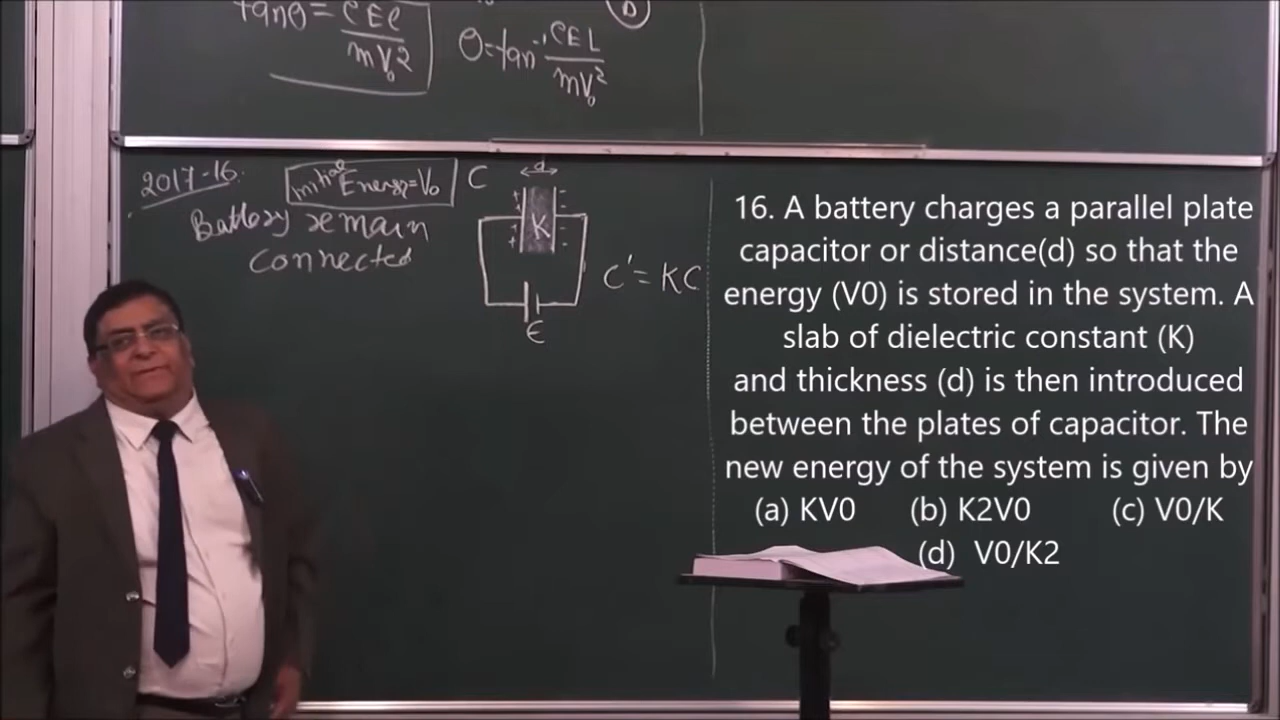 tanθ = eEl/mV₀²
θ = tan⁻¹ eEL/mV₀²
D
2017-16.
Initial Energy = V₀
Battery remain
connected
C
d
K
C' = KC
ϵ
16. A battery charges a parallel plate
capacitor or distance(d) so that the
energy (V0) is stored in the system. A
slab of dielectric constant (K)
and thickness (d) is then introduced
between the plates of capacitor. The
new energy of the system is given by
(a) KV0 (b) K2V0 (c) V0/K
(d) V0/K2